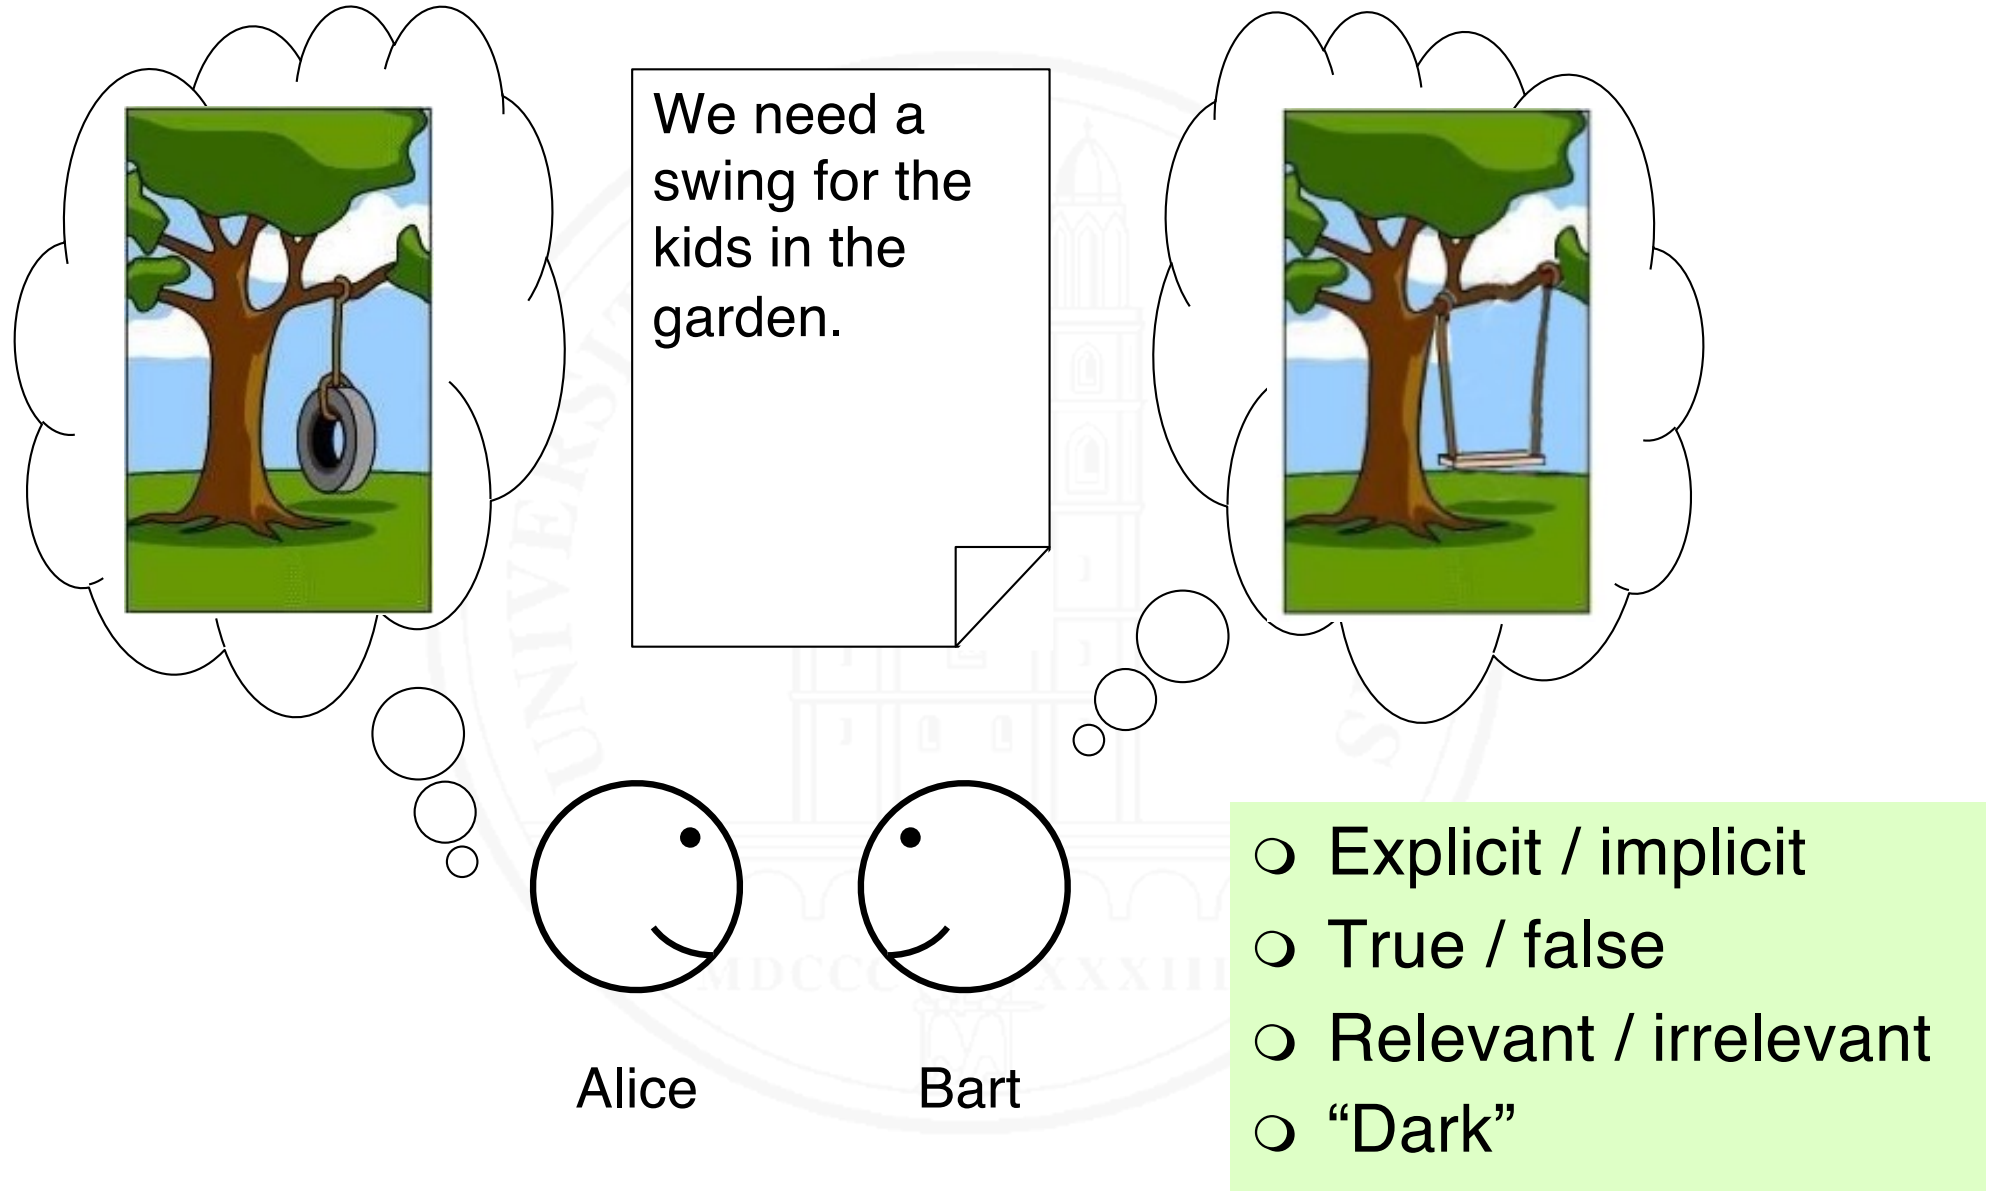 We need a
swing for the
kids in the
garden.
Alice
Bart
Explicit / implicit
True / false
Relevant / irrelevant
“Dark”